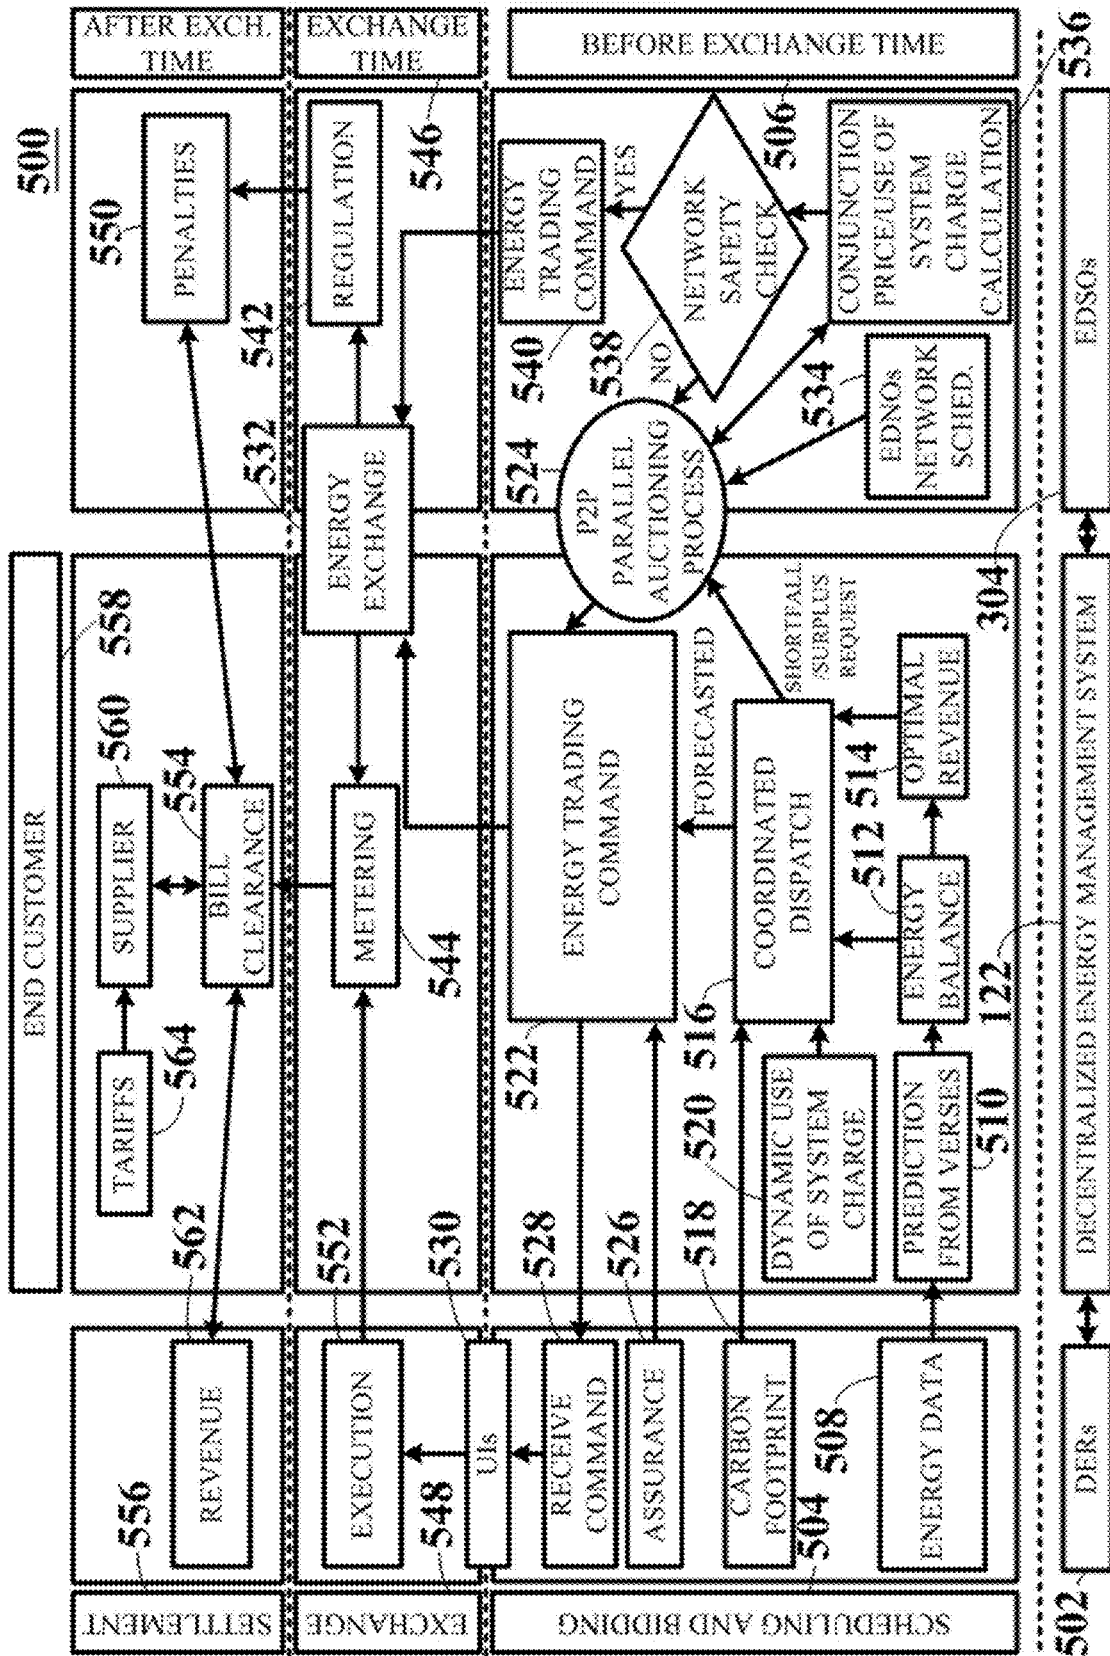 500
END CUSTOMER
SETTLEMENT
556
REVENUE
562
TARIFFS
564
SUPPLIER
560
558
BILL
CLEARANCE
554
550
PENALTIES
AFTER EXCH.
TIME
EXCHANGE
548
EXECUTION
552
METERING
544
532
ENERGY
EXCHANGE
542
REGULATION
546
EXCHANGE
TIME
UIs
530
SCHEDULING AND BIDDING
504
RECEIVE
COMMAND
528
ASSURANCE
526
CARBON
FOOTPRINT
518
ENERGY DATA
508
522
ENERGY TRADING
COMMAND
FORECASTED
516
COORDINATED
DISPATCH
SHORTFALL
/SURPLUS
REQUEST
520
DYNAMIC USE
OF SYSTEM
CHARGE
PREDICTION
FROM VERSES
510
ENERGY
BALANCE
512
OPTIMAL
REVENUE
514
524
P2P
PARALLEL
AUCTIONING
PROCESS
540
ENERGY
TRADING
COMMAND
YES
538
NO
NETWORK
SAFETY
CHECK
506
534
EDNOs
NETWORK
SCHED.
CONJUNCTION
PRICE/USE OF
SYSTEM
CHARGE
CALCULATION
536
BEFORE EXCHANGE TIME
502
DERs
122
DECENTRALIZED ENERGY MANAGEMENT SYSTEM
304
EDSOs